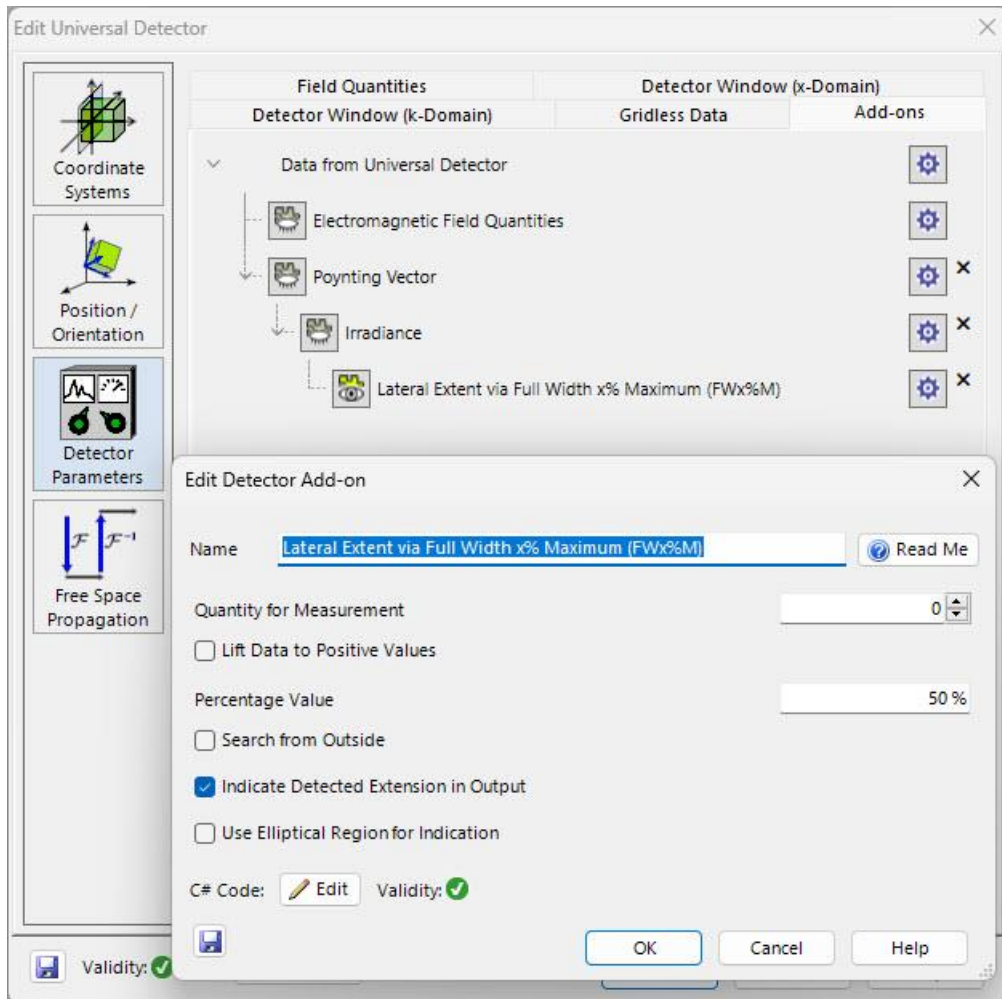 Edit Universal Detector
Coordinate
Systems
Position /
Orientation
Detector
Parameters
Free Space
Propagation
Field Quantities
Detector Window (x-Domain)
Detector Window (k-Domain)
Gridless Data
Add-ons
Data from Universal Detector
Electromagnetic Field Quantities
Poynting Vector
Irradiance
Lateral Extent via Full Width x% Maximum (FWx%M)
Edit Detector Add-on
Name
Lateral Extent via Full Width x% Maximum (FWx%M)
Read Me
Quantity for Measurement
0
Lift Data to Positive Values
Percentage Value
50 %
Search from Outside
Indicate Detected Extension in Output
Use Elliptical Region for Indication
C# Code:
Edit
Validity:
OK
Cancel
Help
Validity: